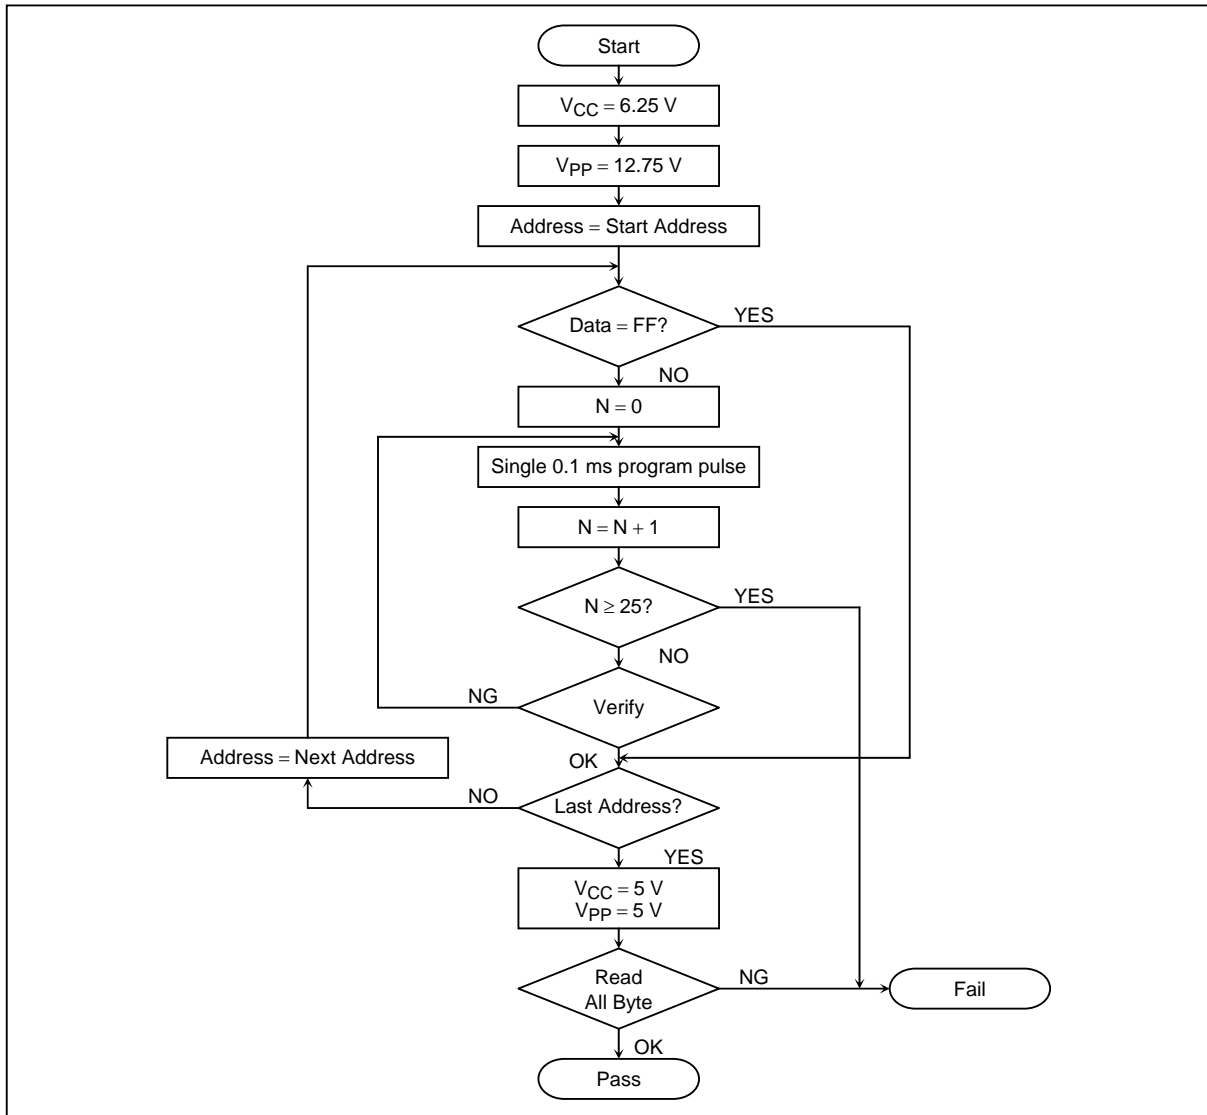 Start
VCC = 6.25 V
VPP = 12.75 V
Address = Start Address
Data = FF?
YES
NO
N = 0
Single 0.1 ms program pulse
N = N + 1
N ≥ 25?
YES
NO
NG
Verify
Address = Next Address
OK
NO
Last Address?
YES
VCC = 5 V
VPP = 5 V
Read
All Byte
NG
Fail
OK
Pass